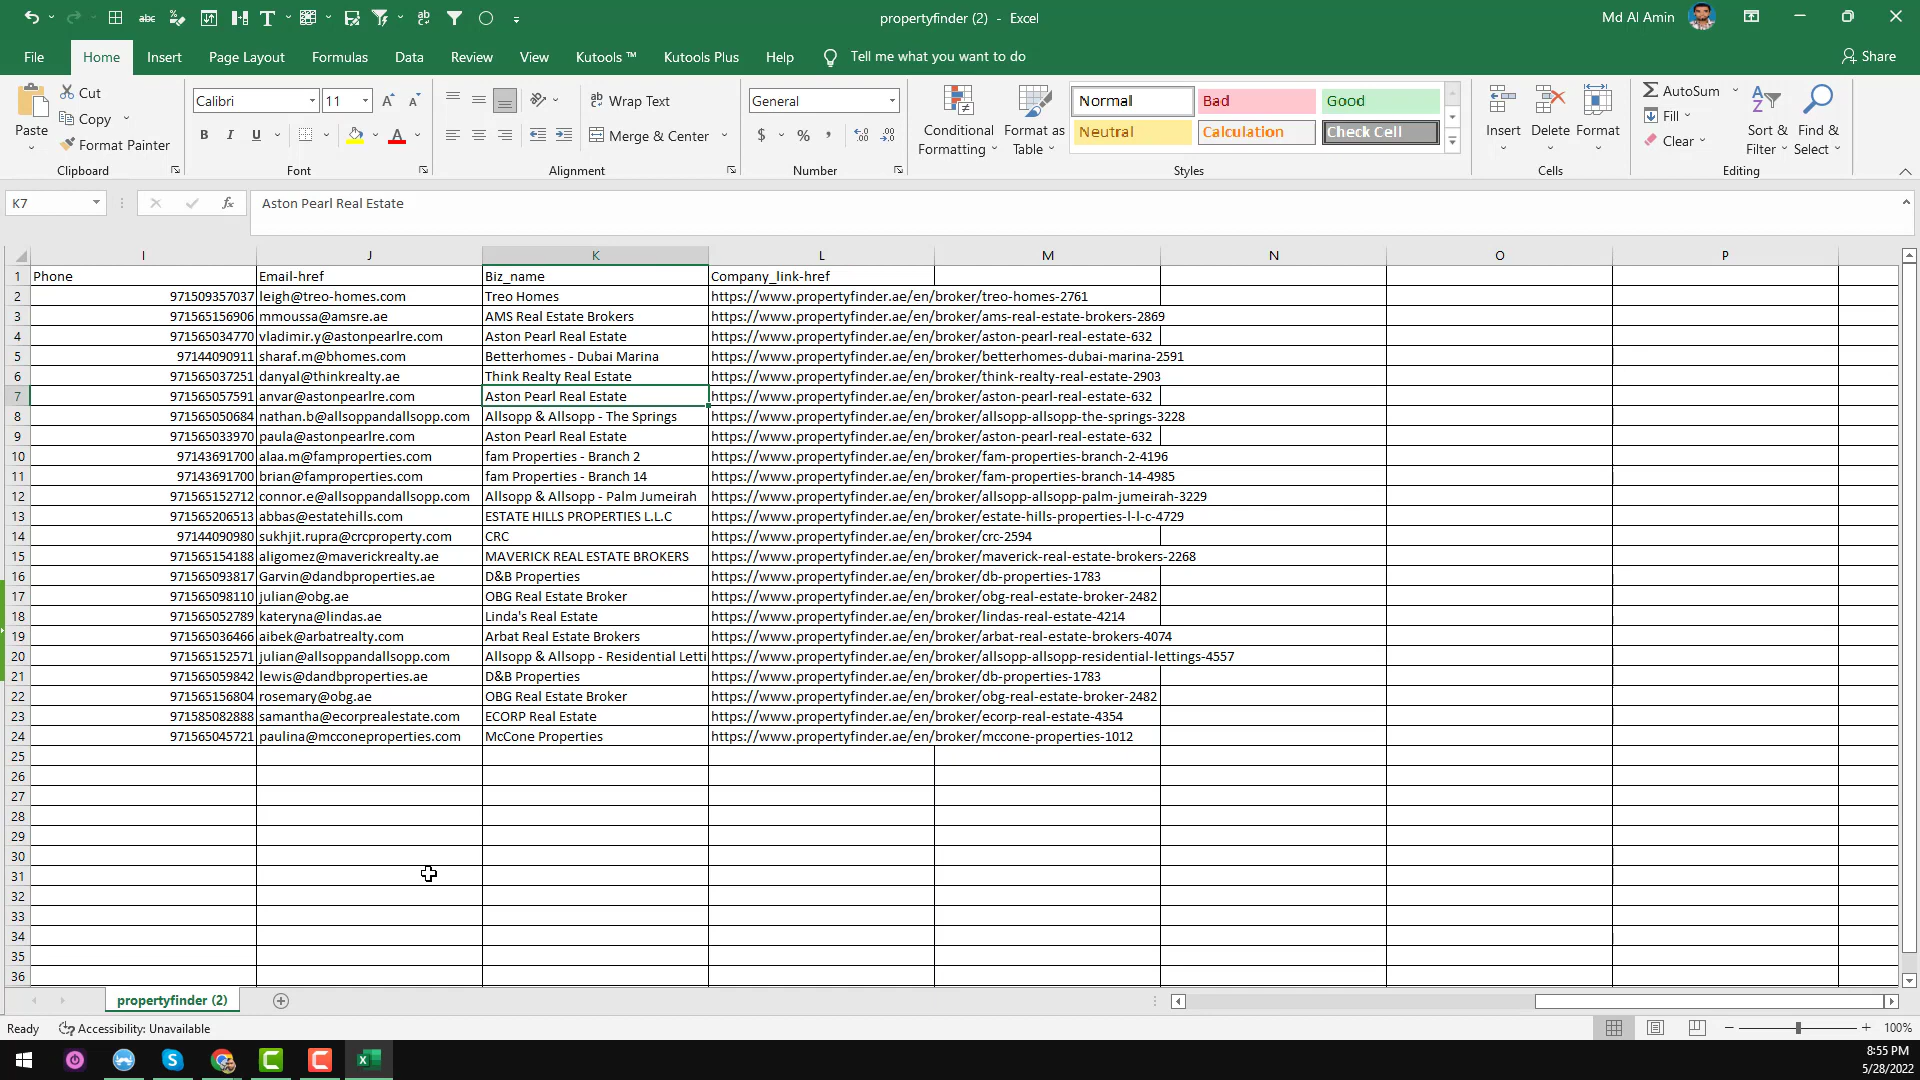 propertyfinder (2) - Excel
Md Al Amin
File Home Insert Page Layout Formulas Data Review View Kutools ™ Kutools Plus Help Tell me what you want to do Share
Paste
Cut
Copy
Format Painter
Clipboard
Calibri 11
B I U A
Font
Wrap Text
Merge & Center
Alignment
General
$ % ,
Number
Conditional Formatting
Format as Table
Normal Bad Good
Neutral Calculation Check Cell
Styles
Insert Delete Format
Cells
AutoSum
Fill
Clear
Sort & Filter
Find & Select
Editing
K7 fx Aston Pearl Real Estate
I J K L M N O P
1 Phone Email-href Biz_name Company_link-href
2 971509357037 leigh@treo-homes.com Treo Homes https://www.propertyfinder.ae/en/broker/treo-homes-2761
3 971565156906 mmoussa@amsre.ae AMS Real Estate Brokers https://www.propertyfinder.ae/en/broker/ams-real-estate-brokers-2869
4 971565034770 vladimir.y@astonpearlre.com Aston Pearl Real Estate https://www.propertyfinder.ae/en/broker/aston-pearl-real-estate-632
5 97144090911 sharaf.m@bhomes.com Betterhomes - Dubai Marina https://www.propertyfinder.ae/en/broker/betterhomes-dubai-marina-2591
6 971565037251 danyal@thinkrealty.ae Think Realty Real Estate https://www.propertyfinder.ae/en/broker/think-realty-real-estate-2903
7 971565057591 anvar@astonpearlre.com Aston Pearl Real Estate https://www.propertyfinder.ae/en/broker/aston-pearl-real-estate-632
8 971565050684 nathan.b@allsoppandallsopp.com Allsopp & Allsopp - The Springs https://www.propertyfinder.ae/en/broker/allsopp-allsopp-the-springs-3228
9 971565033970 paula@astonpearlre.com Aston Pearl Real Estate https://www.propertyfinder.ae/en/broker/aston-pearl-real-estate-632
10 97143691700 alaa.m@famproperties.com fam Properties - Branch 2 https://www.propertyfinder.ae/en/broker/fam-properties-branch-2-4196
11 97143691700 brian@famproperties.com fam Properties - Branch 14 https://www.propertyfinder.ae/en/broker/fam-properties-branch-14-4985
12 971565152712 connor.e@allsoppandallsopp.com Allsopp & Allsopp - Palm Jumeirah https://www.propertyfinder.ae/en/broker/allsopp-allsopp-palm-jumeirah-3229
13 971565206513 abbas@estatehills.com ESTATE HILLS PROPERTIES L.L.C https://www.propertyfinder.ae/en/broker/estate-hills-properties-l-l-c-4729
14 97144090980 sukhjit.rupra@crcproperty.com CRC https://www.propertyfinder.ae/en/broker/crc-2594
15 971565154188 aligomez@maverickrealty.ae MAVERICK REAL ESTATE BROKERS https://www.propertyfinder.ae/en/broker/maverick-real-estate-brokers-2268
16 971565093817 Garvin@dandbproperties.ae D&B Properties https://www.propertyfinder.ae/en/broker/db-properties-1783
17 971565098110 julian@obg.ae OBG Real Estate Broker https://www.propertyfinder.ae/en/broker/obg-real-estate-broker-2482
18 971565052789 kateryna@lindas.ae Linda's Real Estate https://www.propertyfinder.ae/en/broker/lindas-real-estate-4214
19 971565036466 aibek@arbatrealty.com Arbat Real Estate Brokers https://www.propertyfinder.ae/en/broker/arbat-real-estate-brokers-4074
20 971565152571 julian@allsoppandallsopp.com Allsopp & Allsopp - Residential Letti https://www.propertyfinder.ae/en/broker/allsopp-allsopp-residential-lettings-4557
21 971565059842 lewis@dandbproperties.ae D&B Properties https://www.propertyfinder.ae/en/broker/db-properties-1783
22 971565156804 rosemary@obg.ae OBG Real Estate Broker https://www.propertyfinder.ae/en/broker/obg-real-estate-broker-2482
23 971585082888 samantha@ecorprealestate.com ECORP Real Estate https://www.propertyfinder.ae/en/broker/ecorp-real-estate-4354
24 971565045721 paulina@mcconeproperties.com McCone Properties https://www.propertyfinder.ae/en/broker/mccone-properties-1012
25
26
27
28
29
30
31
32
33
34
35
36
propertyfinder (2)
Ready Accessibility: Unavailable 100%
8:55 PM
5/28/2022